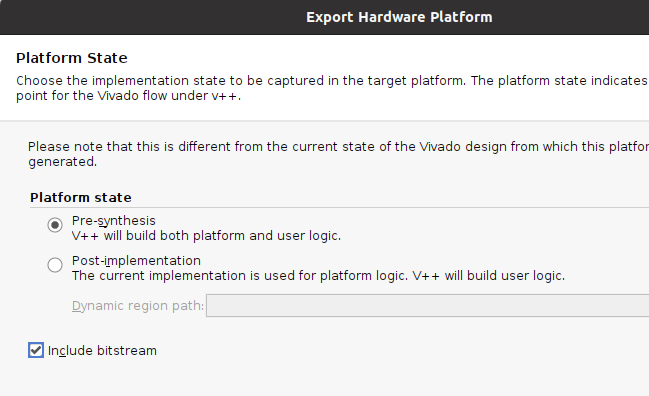 Export Hardware Platform
Platform State
Choose the implementation state to be captured in the target platform. The platform state indicates
point for the Vivado flow under v++.
Please note that this is different from the current state of the Vivado design from which this
generated.
Platform state
Pre-synthesis
V++ will build both platform and user logic.
Post-implementation
The current implementation is used for platform logic. V++ will build user logic.
Dynamic region path:
Include bitstream